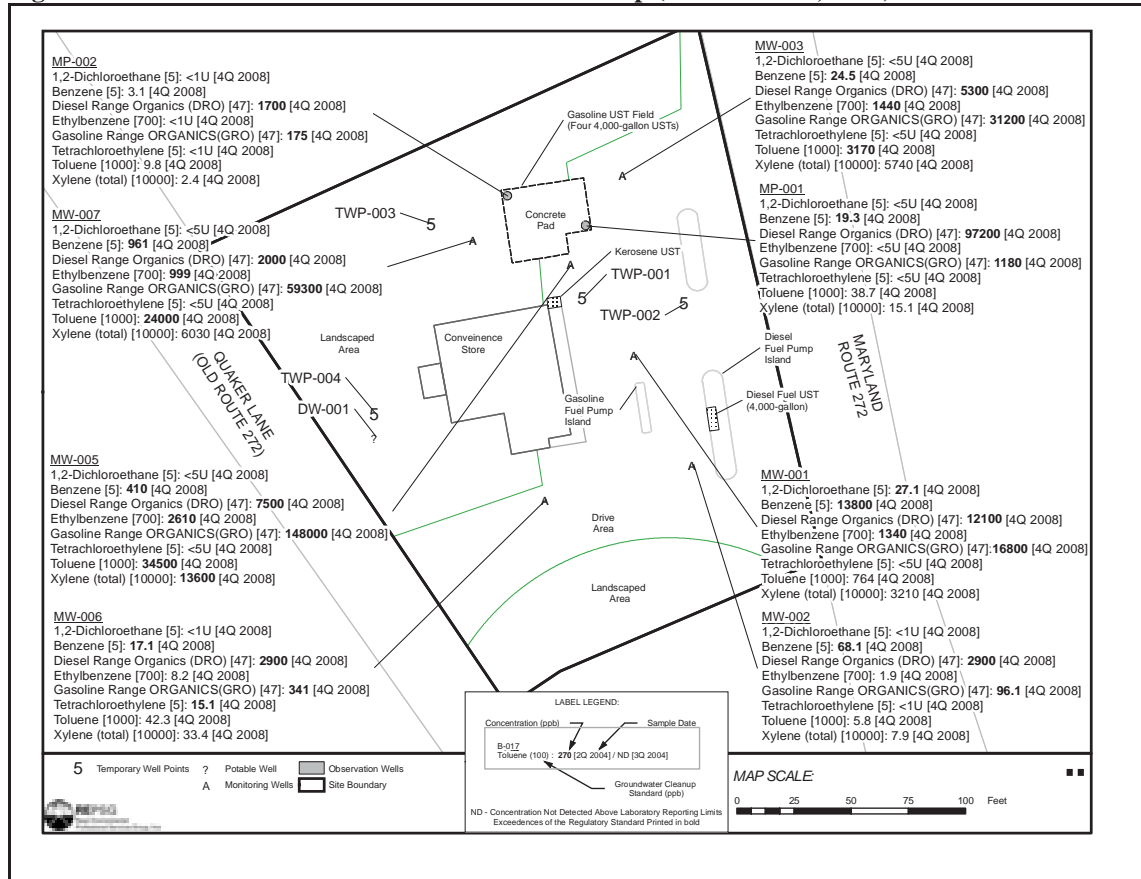 MP-002
1,2-Dichloroethane [5]: <1U [4Q 2008]
Benzene [5]: 3.1 [4Q 2008]
Diesel Range Organics (DRO) [47]: 1700 [4Q 2008]
Ethylbenzene [700]: <1U [4Q 2008]
Gasoline Range ORGANICS(GRO) [47]: 175 [4Q 2008]
Tetrachloroethylene [5]: <1U [4Q 2008]
Toluene [1000]: 9.8 [4Q 2008]
Xylene (total) [10000]: 2.4 [4Q 2008]
MW-007
1,2-Dichloroethane [5]: <5U [4Q 2008]
Benzene [5]: 961 [4Q 2008]
Diesel Range Organics (DRO) [47]: 2000 [4Q 2008]
Ethylbenzene [700]: 999 [4Q 2008]
Gasoline Range ORGANICS(GRO) [47]: 59300 [4Q 2008]
Tetrachloroethylene [5]: <5U [4Q 2008]
Toluene [1000]: 24000 [4Q 2008]
Xylene (total) [10000]: 6030 [4Q 2008]
MW-005
1,2-Dichloroethane [5]: <5U [4Q 2008]
Benzene [5]: 410 [4Q 2008]
Diesel Range Organics (DRO) [47]: 7500 [4Q 2008]
Ethylbenzene [700]: 2610 [4Q 2008]
Gasoline Range ORGANICS(GRO) [47]: 148000 [4Q 2008]
Tetrachloroethylene [5]: <5U [4Q 2008]
Toluene [1000]: 34500 [4Q 2008]
Xylene (total) [10000]: 13600 [4Q 2008]
MW-006
1,2-Dichloroethane [5]: <1U [4Q 2008]
Benzene [5]: 17.1 [4Q 2008]
Diesel Range Organics (DRO) [47]: 2900 [4Q 2008]
Ethylbenzene [700]: 8.2 [4Q 2008]
Gasoline Range ORGANICS(GRO) [47]: 341 [4Q 2008]
Tetrachloroethylene [5]: 15.1 [4Q 2008]
Toluene [1000]: 42.3 [4Q 2008]
Xylene (total) [10000]: 33.4 [4Q 2008]
Gasoline UST Field
(Four 4,000-gallon USTs)
A
TWP-003
5
A
Concrete
Pad
A
Kerosene UST
TWP-001
5
TWP-002
5
Landscaped
Area
Conveinence
Store
A
QUAKER LANE
(OLD ROUTE 272)
TWP-004
5
DW-001
?
Gasoline
Fuel Pump
Island
Diesel
Fuel Pump
Island
Diesel Fuel UST
(4,000-gallon)
MARYLAND
ROUTE 272
A
A
Drive
Area
Landscaped
Area
MW-003
1,2-Dichloroethane [5]: <5U [4Q 2008]
Benzene [5]: 24.5 [4Q 2008]
Diesel Range Organics (DRO) [47]: 5300 [4Q 2008]
Ethylbenzene [700]: 1440 [4Q 2008]
Gasoline Range ORGANICS(GRO) [47]: 31200 [4Q 2008]
Tetrachloroethylene [5]: <5U [4Q 2008]
Toluene [1000]: 3170 [4Q 2008]
Xylene (total) [10000]: 5740 [4Q 2008]
MP-001
1,2-Dichloroethane [5]: <5U [4Q 2008]
Benzene [5]: 19.3 [4Q 2008]
Diesel Range Organics (DRO) [47]: 97200 [4Q 2008]
Ethylbenzene [700]: <5U [4Q 2008]
Gasoline Range ORGANICS(GRO) [47]: 1180 [4Q 2008]
Tetrachloroethylene [5]: <5U [4Q 2008]
Toluene [1000]: 38.7 [4Q 2008]
Xylene (total) [10000]: 15.1 [4Q 2008]
MW-001
1,2-Dichloroethane [5]: 27.1 [4Q 2008]
Benzene [5]: 13800 [4Q 2008]
Diesel Range Organics (DRO) [47]: 12100 [4Q 2008]
Ethylbenzene [700]: 1340 [4Q 2008]
Gasoline Range ORGANICS(GRO) [47]:16800 [4Q 2008]
Tetrachloroethylene [5]: <5U [4Q 2008]
Toluene [1000]: 764 [4Q 2008]
Xylene (total) [10000]: 3210 [4Q 2008]
MW-002
1,2-Dichloroethane [5]: <1U [4Q 2008]
Benzene [5]: 68.1 [4Q 2008]
Diesel Range Organics (DRO) [47]: 2900 [4Q 2008]
Ethylbenzene [700]: 1.9 [4Q 2008]
Gasoline Range ORGANICS(GRO) [47]: 96.1 [4Q 2008]
Tetrachloroethylene [5]: <1U [4Q 2008]
Toluene [1000]: 5.8 [4Q 2008]
Xylene (total) [10000]: 7.9 [4Q 2008]
LABEL LEGEND:
Concentration (ppb) Sample Date
B-017
Toluene (100) : 270 [2Q 2004] / ND [3Q 2004]
Groundwater Cleanup
Standard (ppb)
ND - Concentration Not Detected Above Laboratory Reporting Limits
Exceedences of the Regulatory Standard Printed in bold
5 Temporary Well Points ? Potable Well Observation Wells
A Monitoring Wells Site Boundary
REPSG
MAP SCALE:
0 25 50 75 100 Feet